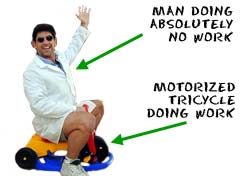 MAN DOING
ABSOLUTELY
NO WORK
MOTORIZED
TRICYCLE
DOING WORK